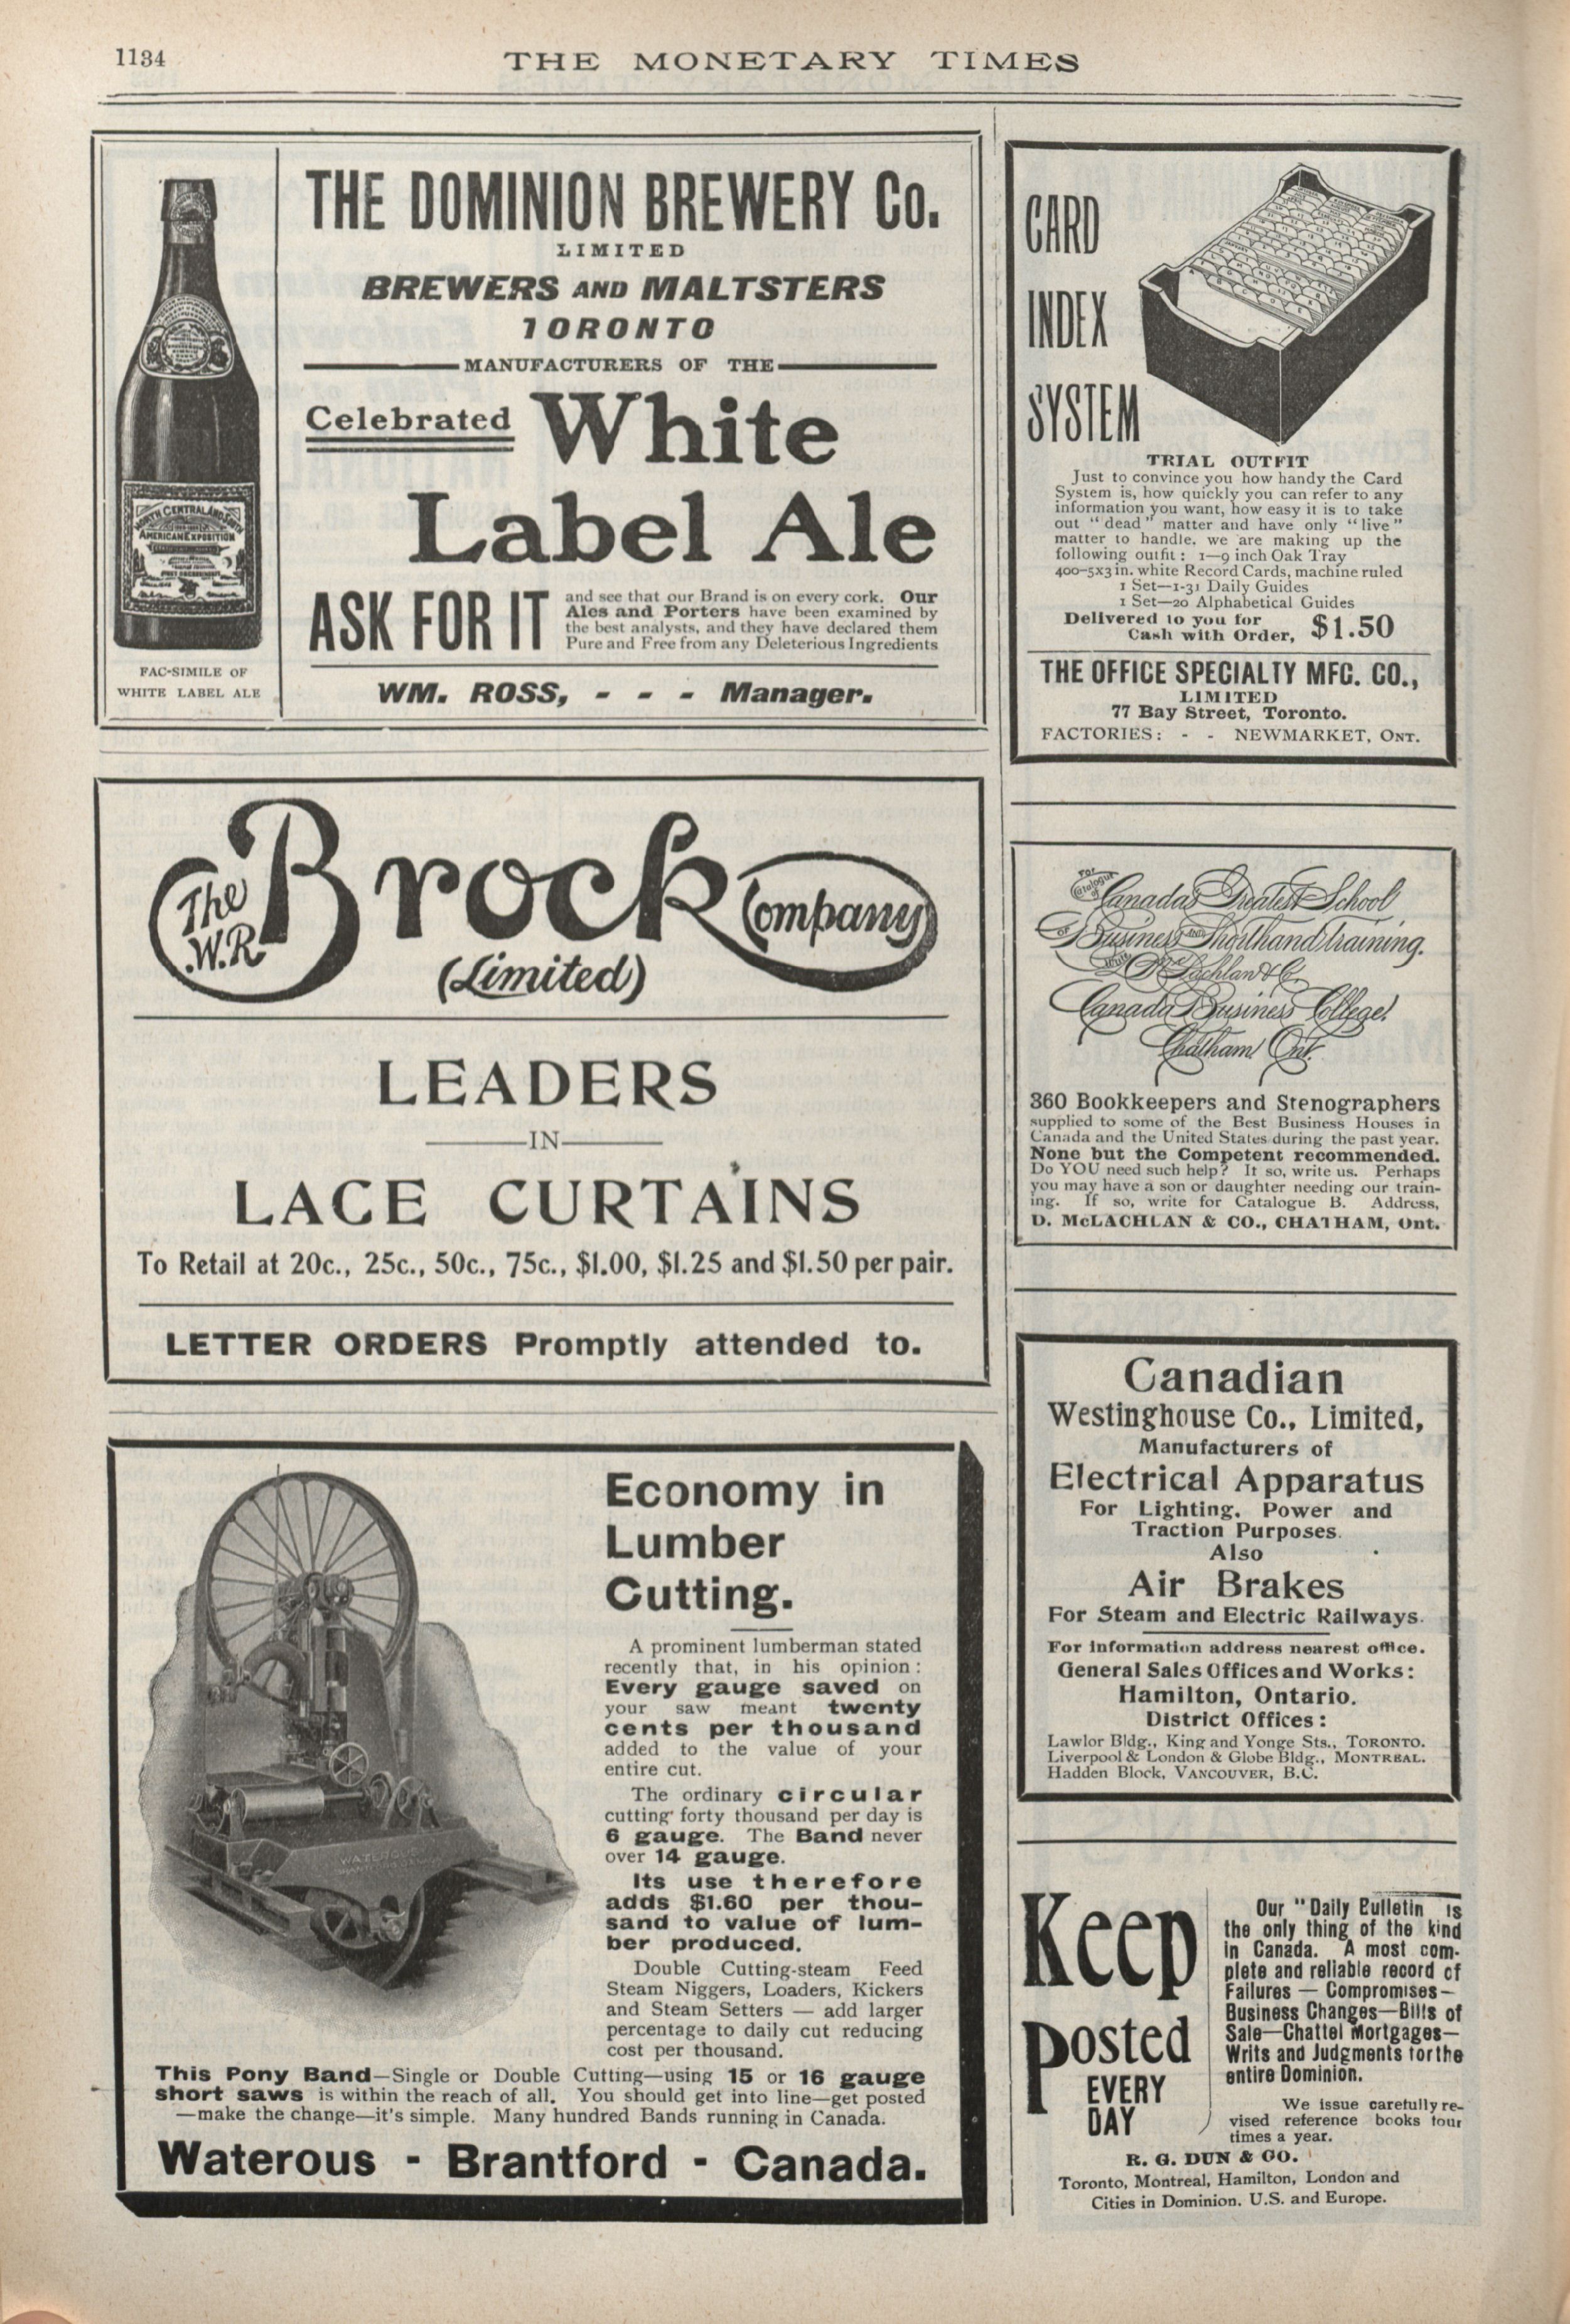 1134
THE MONETARY TIMES
THE DOMINION BREWERY Co.
LIMITED
BREWERS AND MALTSTERS
TORONTO
MANUFACTURERS OF THE
Celebrated White
Label Ale
NORTH CENTRAL AND SOUTH
AMERICAN EXPOSITION
ASK FOR IT
and see that our Brand is on every cork. Our
Ales and Porters have been examined by
the best analysts, and they have declared them
Pure and Free from any Deleterious Ingredients
FAC-SIMILE OF
WHITE LABEL ALE
WM. ROSS, - - - Manager.
The W.R. Brock Company
(Limited)
LEADERS
IN
LACE CURTAINS
To Retail at 20c., 25c., 50c., 75c., $1.00, $1.25 and $1.50 per pair.
LETTER ORDERS Promptly attended to.
WATEROUS
Economy in
Lumber
Cutting.
A prominent lumberman stated
recently that, in his opinion:
Every gauge saved on
your saw meant twenty
cents per thousand
added to the value of your
entire cut.
The ordinary circular
cutting forty thousand per day is
6 gauge. The Band never
over 14 gauge.
Its use therefore
adds $1.60 per thou-
sand to value of lum-
ber produced.
Double Cutting-steam Feed
Steam Niggers, Loaders, Kickers
and Steam Setters — add larger
percentage to daily cut reducing
cost per thousand.
This Pony Band—Single or Double Cutting—using 15 or 16 gauge
short saws is within the reach of all. You should get into line—get posted
—make the change—it's simple. Many hundred Bands running in Canada.
Waterous - Brantford - Canada.
CARD
INDEX
SYSTEM
TRIAL OUTFIT
Just to convince you how handy the Card
System is, how quickly you can refer to any
information you want, how easy it is to take
out "dead" matter and have only "live"
matter to handle, we are making up the
following outfit: 1—9 inch Oak Tray
400—5x3 in. white Record Cards, machine ruled
1 Set—1-31 Daily Guides
1 Set—20 Alphabetical Guides
Delivered to you for
Cash with Order, $1.50
THE OFFICE SPECIALTY MFG. CO.,
LIMITED
77 Bay Street, Toronto.
FACTORIES: - - NEWMARKET, ONT.
For Catalogue of
Canada's Greatest School
OF Business AND Shorthand Training.
Write D. McLachlan & Co.
Canada Business College,
Chatham, Ont.
360 Bookkeepers and Stenographers
supplied to some of the Best Business Houses in
Canada and the United States during the past year.
None but the Competent recommended.
Do YOU need such help? If so, write us. Perhaps
you may have a son or daughter needing our train-
ing. If so, write for Catalogue B. Address,
D. McLACHLAN & CO., CHATHAM, Ont.
Canadian
Westinghouse Co., Limited,
Manufacturers of
Electrical Apparatus
For Lighting, Power and
Traction Purposes.
Also
Air Brakes
For Steam and Electric Railways.
For information address nearest office.
General Sales Offices and Works:
Hamilton, Ontario.
District Offices:
Lawlor Bldg., King and Yonge Sts., TORONTO.
Liverpool & London & Globe Bldg., MONTREAL.
Hadden Block, VANCOUVER, B.C.
Keep
Posted
EVERY
DAY
Our "Daily Bulletin is
the only thing of the kind
in Canada. A most com-
plete and reliable record of
Failures — Compromises—
Business Changes—Bills of
Sale—Chattel Mortgages—
Writs and Judgments for the
entire Dominion.
We issue carefully re-
vised reference books four
times a year.
R. G. DUN & CO.
Toronto, Montreal, Hamilton, London and
Cities in Dominion. U.S. and Europe.